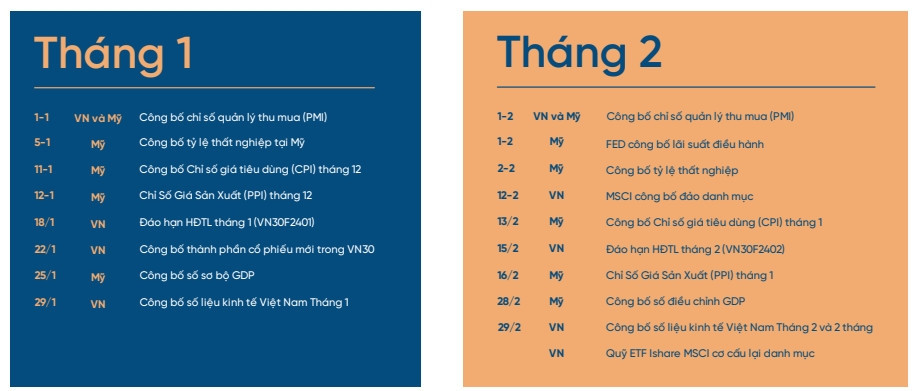 Tháng 1
1-1 VN và Mỹ Công bố chỉ số quản lý thu mua (PMI)
5-1 Mỹ Công bố tỷ lệ thất nghiệp tại Mỹ
11-1 Mỹ Công bố Chỉ số giá tiêu dùng (CPI) tháng 12
12-1 Mỹ Chỉ Số Giá Sản Xuất (PPI) tháng 12
18/1 VN Đáo hạn HĐTL tháng 1 (VN30F2401)
22/1 VN Công bố thành phần cổ phiếu mới trong VN30
25/1 Mỹ Công bố số sơ bộ GDP
29/1 VN Công bố số liệu kinh tế Việt Nam Tháng 1
Tháng 2
1-2 VN và Mỹ Công bố chỉ số quản lý thu mua (PMI)
1-2 Mỹ FED công bố lãi suất điều hành
2-2 Mỹ Công bố tỷ lệ thất nghiệp
12-2 VN MSCI công bố đảo danh mục
13/2 Mỹ Công bố Chỉ số giá tiêu dùng (CPI) tháng 1
15/2 VN Đáo hạn HĐTL tháng 2 (VN30F2402)
16/2 Mỹ Chỉ Số Giá Sản Xuất (PPI) tháng 1
28/2 Mỹ Công bố số điều chỉnh GDP
29/2 VN Công bố số liệu kinh tế Việt Nam Tháng 2 và 2 tháng
VN Quỹ ETF Ishare MSCI cơ cấu lại danh mục